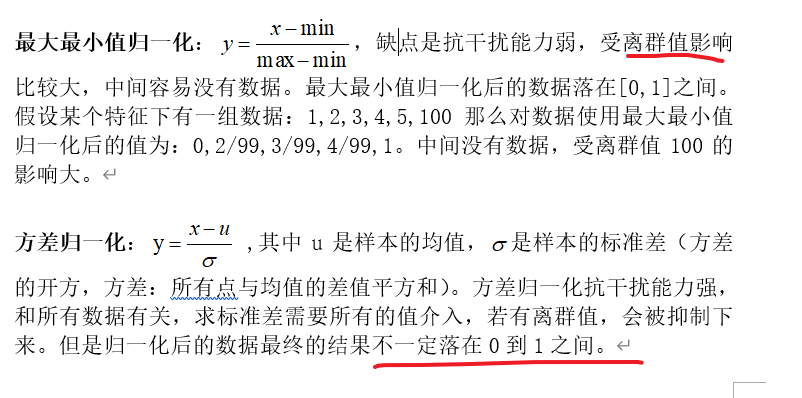 最大最小值归一化：y = (x − min)/(max − min)，缺点是抗干扰能力弱，受离群值影响
比较大，中间容易没有数据。最大最小值归一化后的数据落在[0,1]之间。
假设某个特征下有一组数据：1,2,3,4,5,100 那么对数据使用最大最小值
归一化后的值为：0,2/99,3/99,4/99,1。中间没有数据，受离群值 100 的
影响大。↵
方差归一化：y = (x − u)/σ ,其中 u 是样本的均值，σ是样本的标准差（方差
的开方，方差：所有点与均值的差值平方和）。方差归一化抗干扰能力强，
和所有数据有关，求标准差需要所有的值介入，若有离群值，会被抑制下
来。但是归一化后的数据最终的结果不一定落在 0 到 1 之间。↵